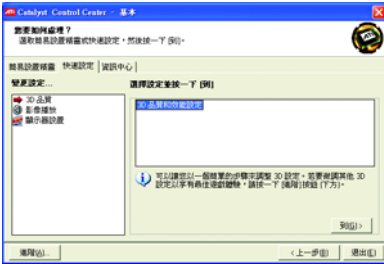 Catalyst Control Center - 基本
您要如何處理?
選取簡易設置精靈或快速設定,然後按一下 [到]。
簡易設置精靈
快速設定
資訊中心
變更設定...
3D 品質
影像播放
顯示器設置
選擇設定並按一下 [到]
3D 品質和效能設定
可以讓您以一個簡單的步驟來調整 3D 設定。若要微調其他 3D
設定以享有最佳遊戲體驗,請按一下 [進階] 按鈕 (下方)。
到(G)>
進階(A)...
<上一步(B)
退出(E)